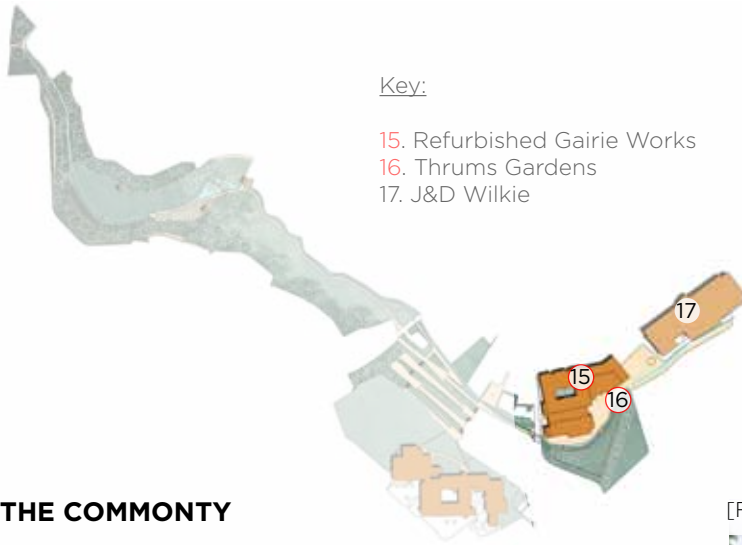 Key:
15. Refurbished Gairie Works
16. Thrums Gardens
17. J&D Wilkie
17
15
16
THE COMMONTY